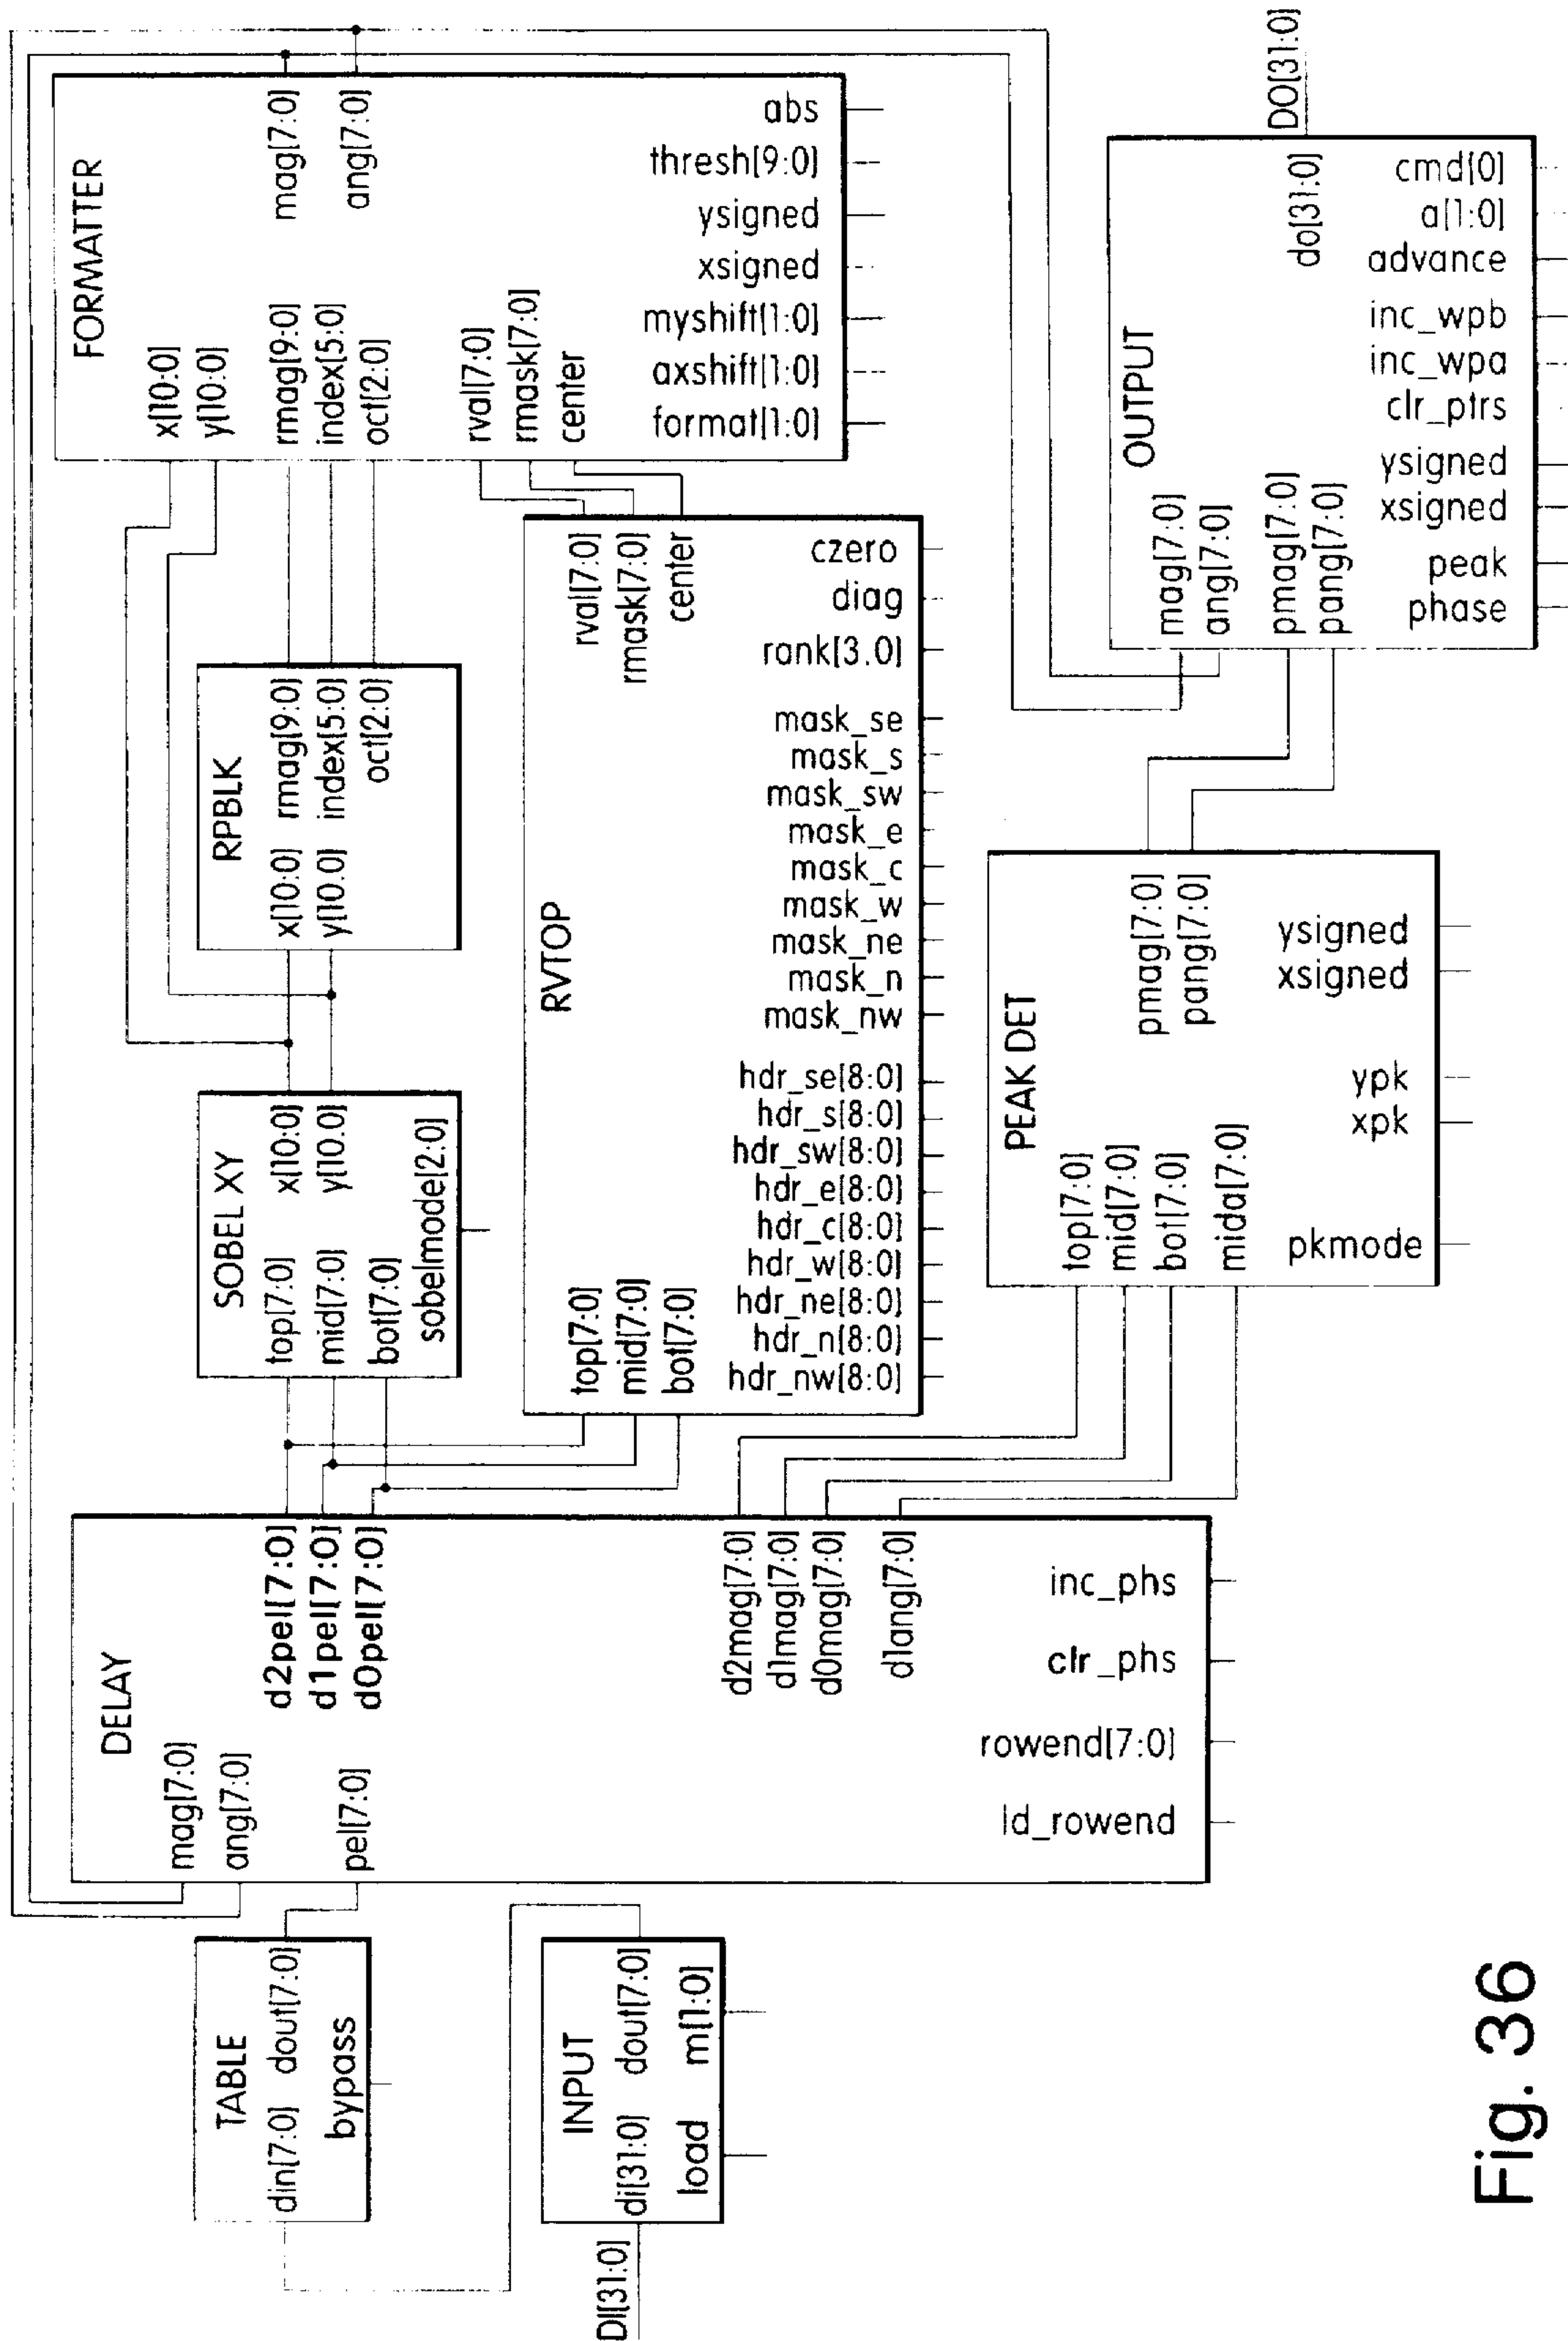 DI[31:0]
INPUT
di[31:0] dout[7:0]
load m[1:0]
TABLE
din[7:0] dout[7:0]
bypass
DELAY
mag[7:0]
ang[7:0]
pel[7:0]
d2pel[7:0]
d1pel[7:0]
d0pel[7:0]
d2mag[7:0]
d1mag[7:0]
d0mag[7:0]
d1ang[7:0]
ld_rowend
rowend[7:0]
clr_phs
inc_phs
SOBEL XY
top[7:0] x[10:0]
mid[7:0] y[10.0]
bot[7:0]
sobelmode[2:0]
RPBLK
x[10:0] rmag[9:0]
y[10.0] index[5:0]
oct[2:0]
RVTOP
top[7:0]
mid[7:0]
bot[7:0]
rval[7:0]
rmask[7:0]
center
hdr_nw[8:0]
hdr_n[8:0]
hdr_ne[8:0]
hdr_w[8:0]
hdr_c[8:0]
hdr_e[8:0]
hdr_sw[8:0]
hdr_s[8:0]
hdr_se[8:0]
mask_nw
mask_n
mask_ne
mask_w
mask_c
mask_e
mask_sw
mask_s
mask_se
rank[3.0]
diag
czero
FORMATTER
x[10:0]
y[10:0]
rmag[9:0]
index[5:0]
oct[2:0]
rval[7:0]
rmask[7:0]
center
mag[7:0]
ang[7:0]
format[1:0]
axshift[1:0]
myshift[1:0]
xsigned
ysigned
thresh[9:0]
abs
PEAK DET
top[7:0]
mid[7:0]
bot[7:0]
mida[7:0]
pmag[7:0]
pang[7:0]
pkmode
xpk
ypk
xsigned
ysigned
OUTPUT
mag[7:0]
ang[7:0]
pmag[7:0]
pang[7:0]
do[31:0]
DO[31:0]
phase
peak
xsigned
ysigned
clr_ptrs
inc_wpa
inc_wpb
advance
a[1:0]
cmd[0]
Fig. 36